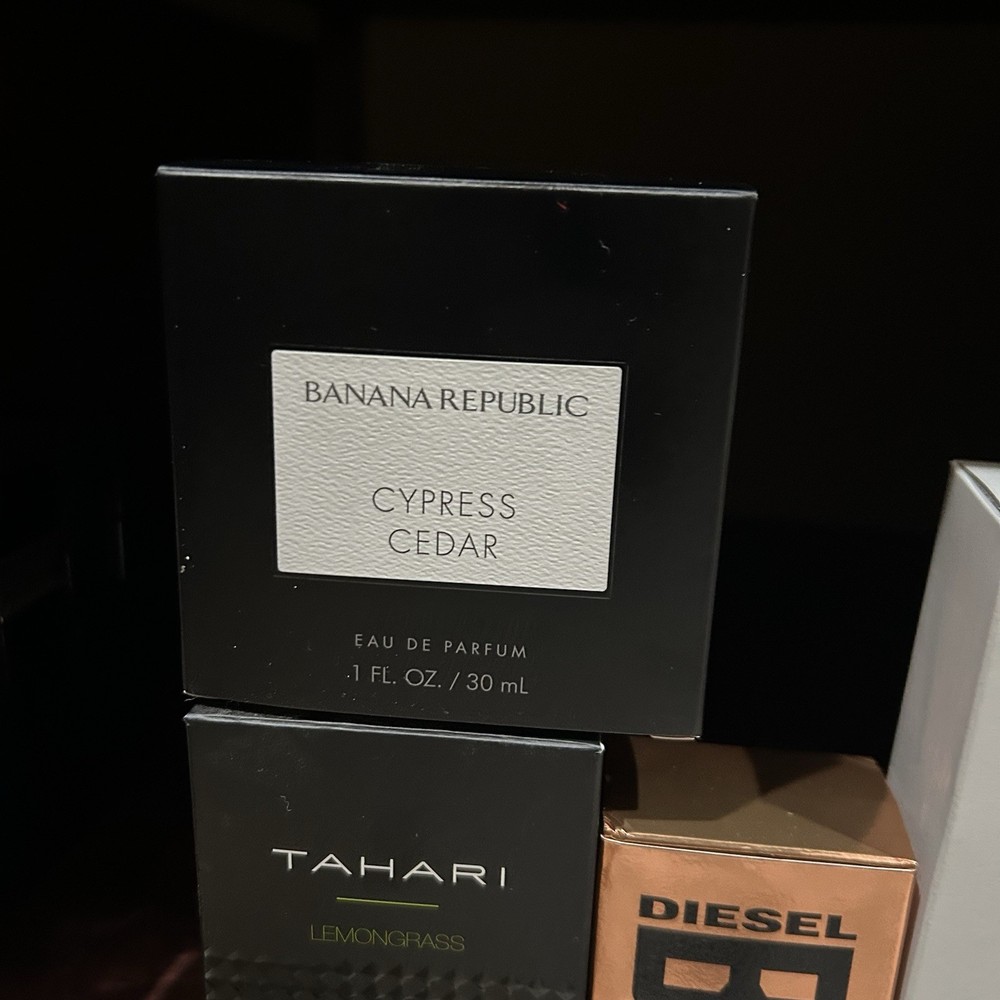 BANANA REPUBLIC
CYPRESS
CEDAR
EAU DE PARFUM
1 FL. OZ. / 30 mL
TAHARI
LEMONGRASS
DIESEL